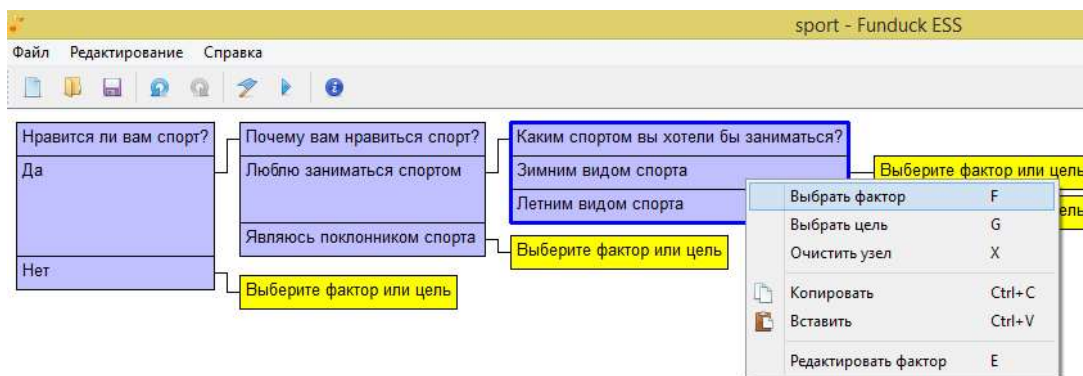 sport - Funduck ESS
Файл Редактирование Справка
Нравится ли вам спорт?
Да
Нет
Почему вам нравиться спорт?
Люблю заниматься спортом
Являюсь поклонником спорта
Выберите фактор или цель
Каким спортом вы хотели бы заниматься?
Зимним видом спорта
Летним видом спорта
Выберите фактор или цель
Выберите фактор или цель
ель
Выбрать фактор F
Выбрать цель G
Очистить узел X
Копировать Ctrl+C
Вставить Ctrl+V
Редактировать фактор E